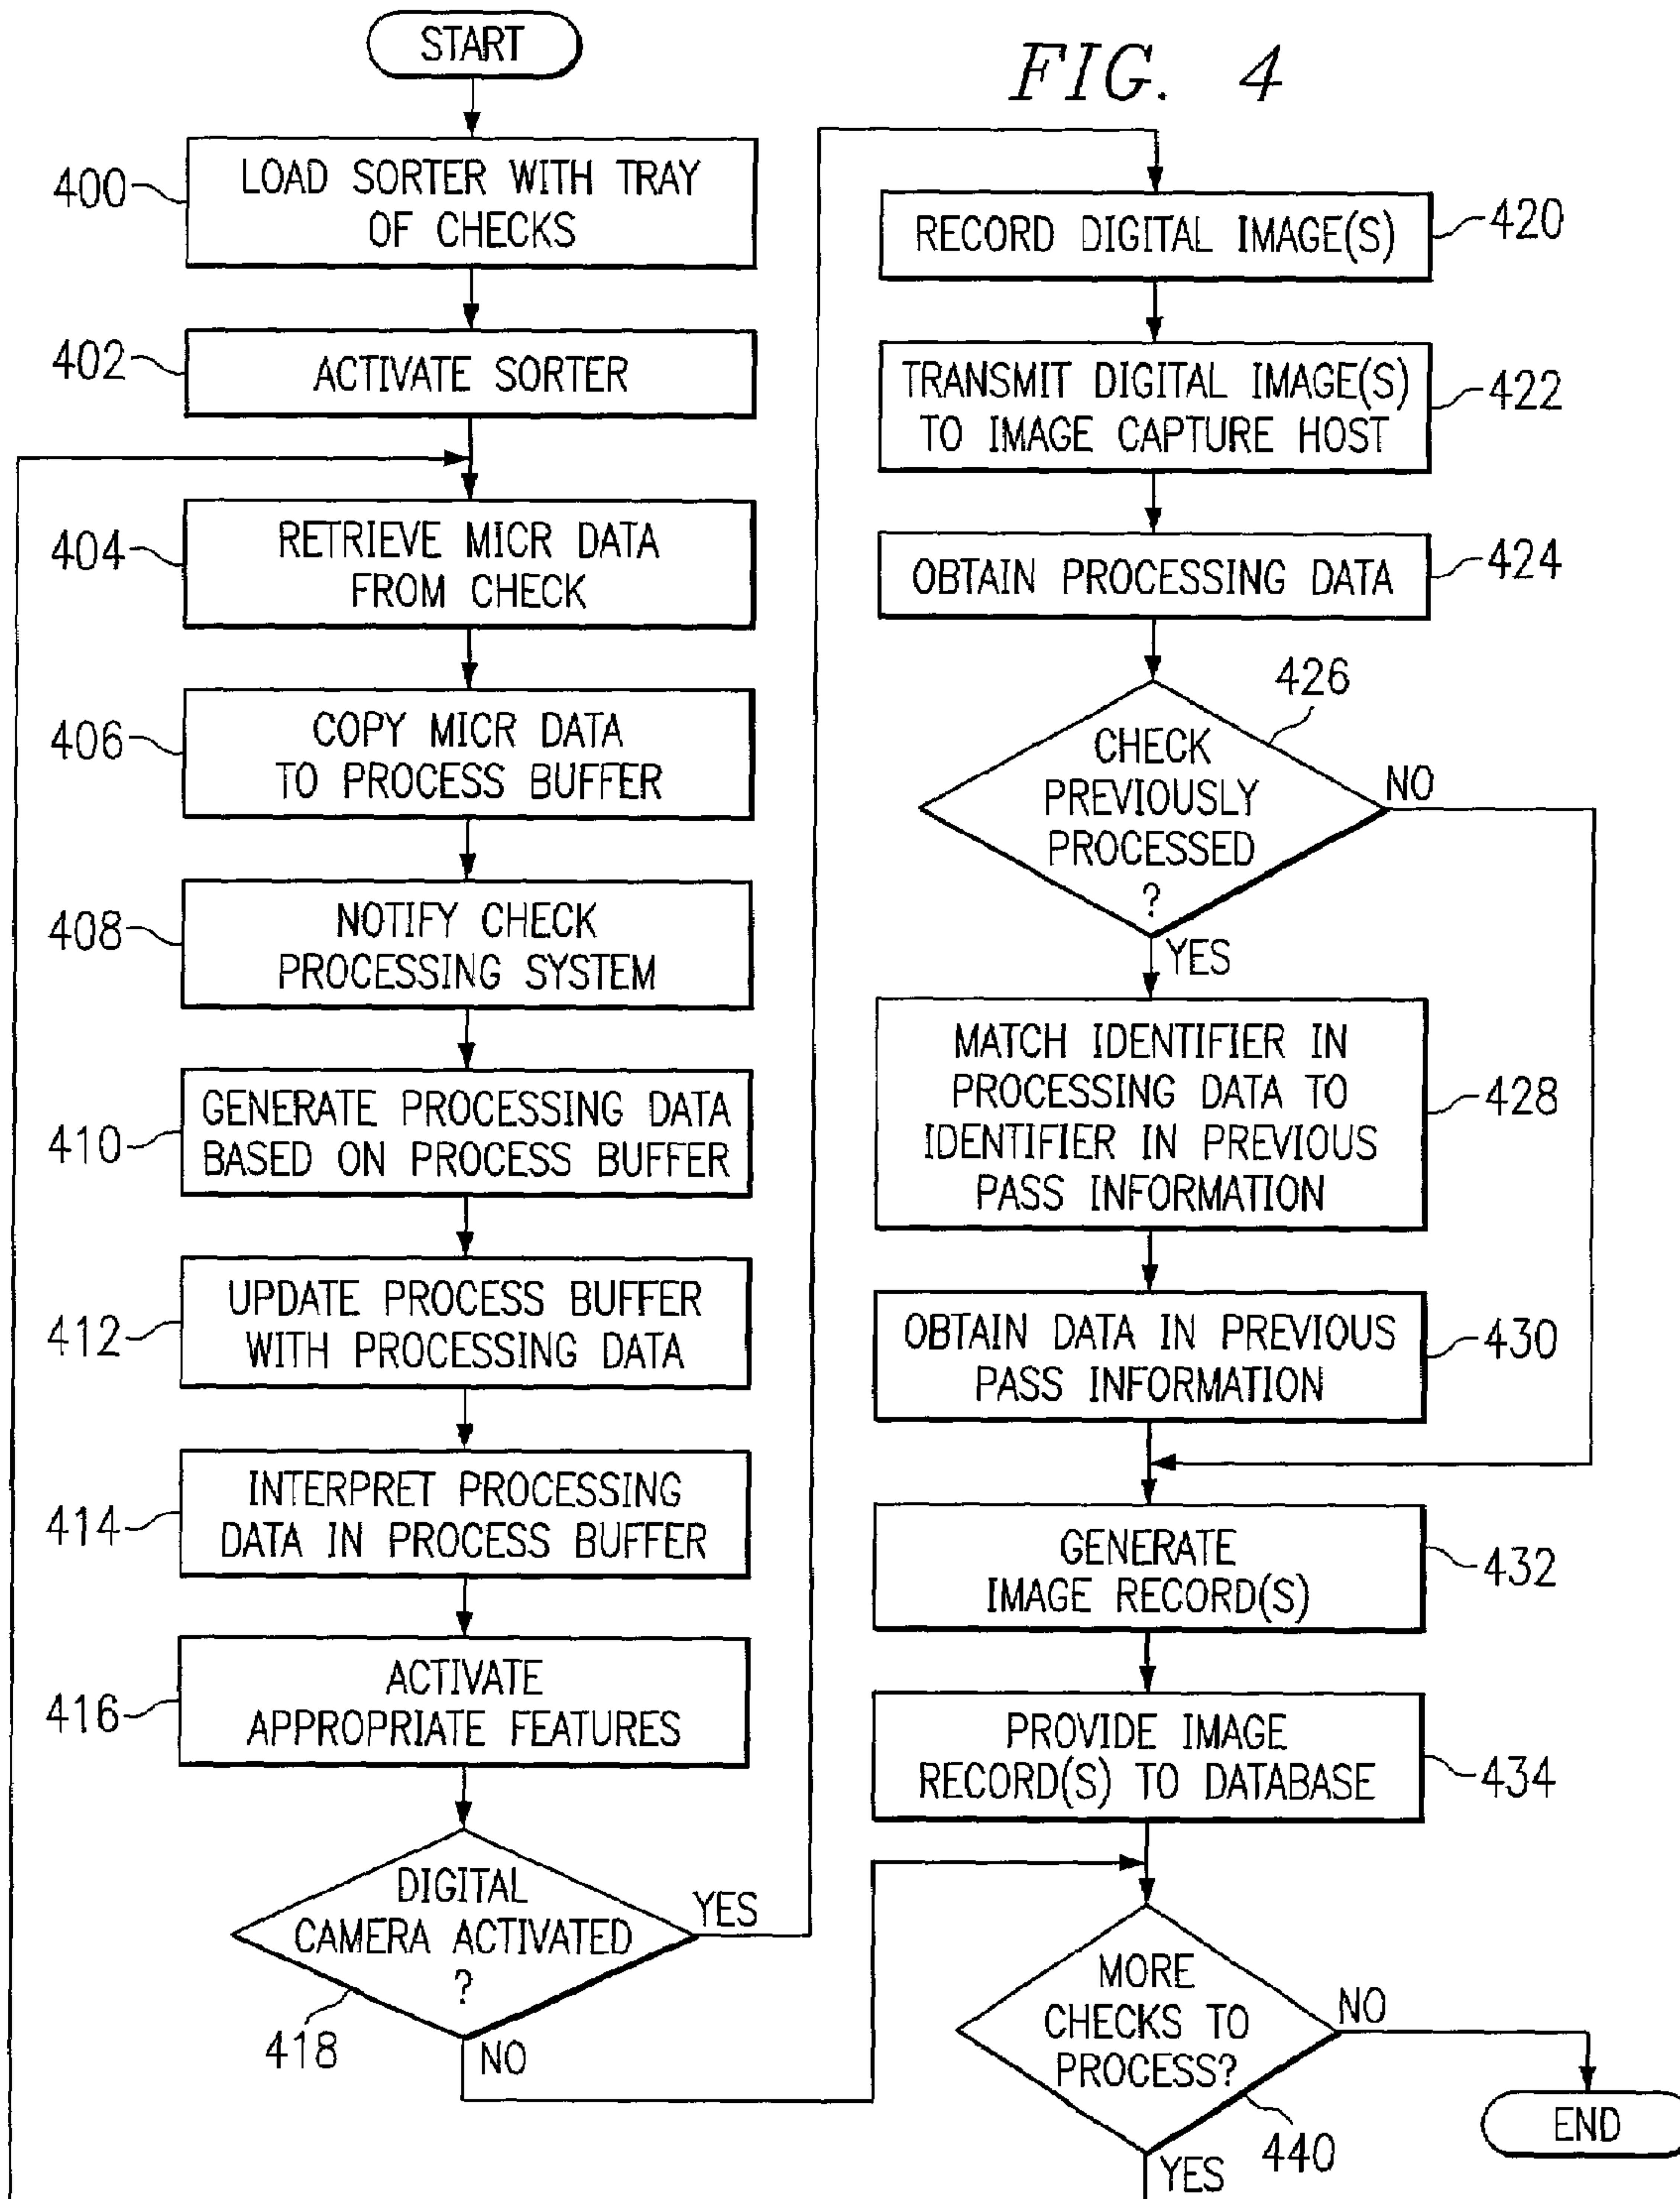 FIG. 4
START
400
LOAD SORTER WITH TRAY
OF CHECKS
402
ACTIVATE SORTER
404
RETRIEVE MICR DATA
FROM CHECK
406
COPY MICR DATA
TO PROCESS BUFFER
408
NOTIFY CHECK
PROCESSING SYSTEM
410
GENERATE PROCESSING DATA
BASED ON PROCESS BUFFER
412
UPDATE PROCESS BUFFER
WITH PROCESSING DATA
414
INTERPRET PROCESSING
DATA IN PROCESS BUFFER
416
ACTIVATE
APPROPRIATE FEATURES
DIGITAL
CAMERA ACTIVATED
?
YES
418
NO
RECORD DIGITAL IMAGE(S)
420
TRANSMIT DIGITAL IMAGE(S)
TO IMAGE CAPTURE HOST
422
OBTAIN PROCESSING DATA
424
426
CHECK
PREVIOUSLY
PROCESSED
?
NO
YES
MATCH IDENTIFIER IN
PROCESSING DATA TO
IDENTIFIER IN PREVIOUS
PASS INFORMATION
428
OBTAIN DATA IN PREVIOUS
PASS INFORMATION
430
GENERATE
IMAGE RECORD(S)
432
PROVIDE IMAGE
RECORD(S) TO DATABASE
434
MORE
CHECKS TO
PROCESS?
NO
440
YES
END